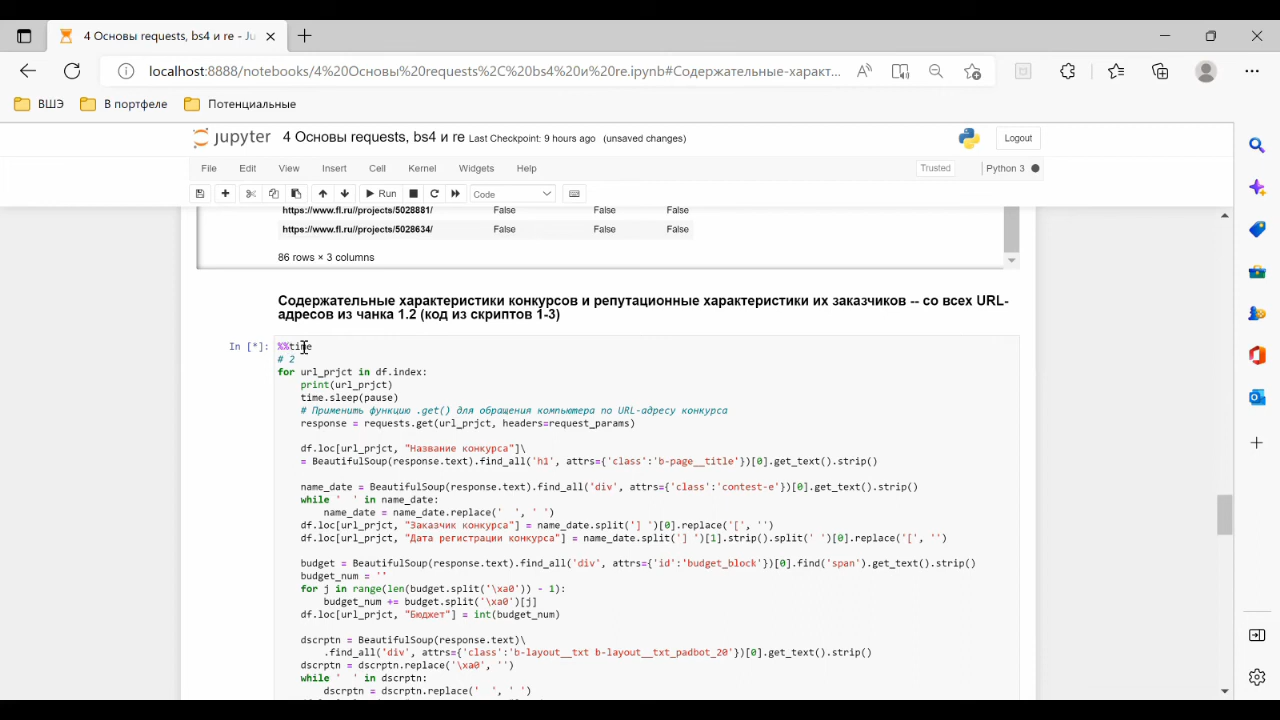 4 Основы requests, bs4 и re - Ju
localhost:8888/notebooks/4%20Основы%20requests%2C%20bs4%20и%20re.ipynb#Содержательные-характ...
ВШЭ В портфеле Потенциальные
jupyter 4 Основы requests, bs4 и re Last Checkpoint: 9 hours ago (unsaved changes)
Logout
File Edit View Insert Cell Kernel Widgets Help
Trusted Python 3
Run Code
https://www.fl.ru//projects/5028881/ False False False
https://www.fl.ru//projects/5028634/ False False False
86 rows × 3 columns
Содержательные характеристики конкурсов и репутационные характеристики их заказчиков -- со всех URL-
адресов из чанка 1.2 (код из скриптов 1-3)
In [*]: %%time
# 2
for url_prjct in df.index:
print(url_prjct)
time.sleep(pause)
# Применить функцию .get() для обращения компьютера по URL-адресу конкурса
response = requests.get(url_prjct, headers=request_params)
df.loc[url_prjct, "Название конкурса"]\
= BeautifulSoup(response.text).find_all('h1', attrs={'class':'b-page__title'})[0].get_text().strip()
name_date = BeautifulSoup(response.text).find_all('div', attrs={'class':'contest-e'})[0].get_text().strip()
while '  ' in name_date:
name_date = name_date.replace('  ', ' ')
df.loc[url_prjct, "Заказчик конкурса"] = name_date.split('] ')[0].replace('[', '')
df.loc[url_prjct, "Дата регистрации конкурса"] = name_date.split('] ')[1].strip().split(' ')[0].replace('[', '')
budget = BeautifulSoup(response.text).find_all('div', attrs={'id':'budget_block'})[0].find('span').get_text().strip()
budget_num = ''
for j in range(len(budget.split('\xa0')) - 1):
budget_num += budget.split('\xa0')[j]
df.loc[url_prjct, "Бюджет"] = int(budget_num)
dscrptn = BeautifulSoup(response.text)\
.find_all('div', attrs={'class':'b-layout__txt b-layout__txt_padbot_20'})[0].get_text().strip()
dscrptn = dscrptn.replace('\xa0', '')
while '  ' in dscrptn:
dscrptn = dscrptn.replace('  ', ' ')